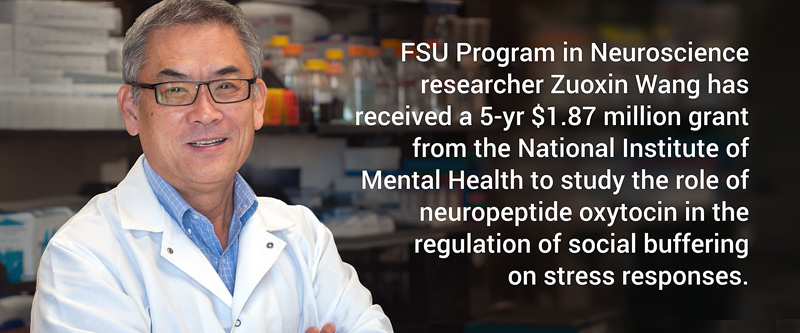 FSU Program in Neuroscience
researcher Zuoxin Wang has
received a 5-yr $1.87 million grant
from the National Institute of
Mental Health to study the role of
neuropeptide oxytocin in the
regulation of social buffering
on stress responses.